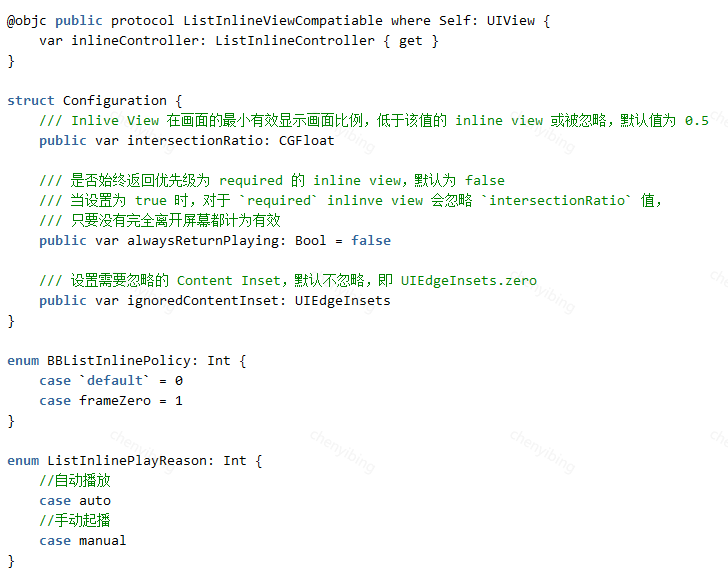 @objc public protocol ListInlineViewCompatiable where Self: UIView {
    var inlineController: ListInlineController { get }
}
struct Configuration {
    /// Inlive View 在画面的最小有效显示画面比例，低于该值的 inline view 或被忽略，默认值为 0.5
    public var intersectionRatio: CGFloat
    /// 是否始终返回优先级为 required 的 inline view，默认为 false
    /// 当设置为 true 时，对于 `required` inlinve view 会忽略 `intersectionRatio` 值，
    /// 只要没有完全离开屏幕都计为有效
    public var alwaysReturnPlaying: Bool = false
    /// 设置需要忽略的 Content Inset，默认不忽略，即 UIEdgeInsets.zero
    public var ignoredContentInset: UIEdgeInsets
}
enum BBListInlinePolicy: Int {
    case `default` = 0
    case frameZero = 1
}
enum ListInlinePlayReason: Int {
    //自动播放
    case auto
    //手动起播
    case manual
}
chenyibing
chenyibing
chenyibing
chenyibing
chenyibing
chenyibing